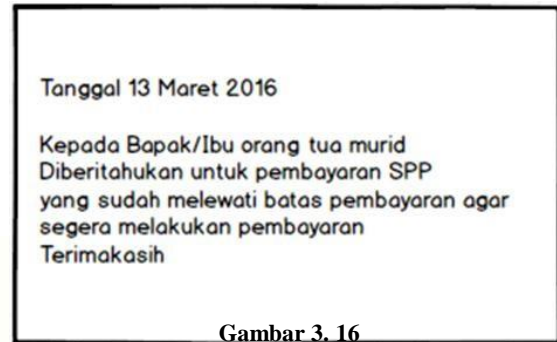 Tanggal 13 Maret 2016
Kepada Bapak/Ibu orang tua murid
Diberitahukan untuk pembayaran SPP
yang sudah melewati batas pembayaran agar
segera melakukan pembayaran
Terimakasih
Gambar 3. 16